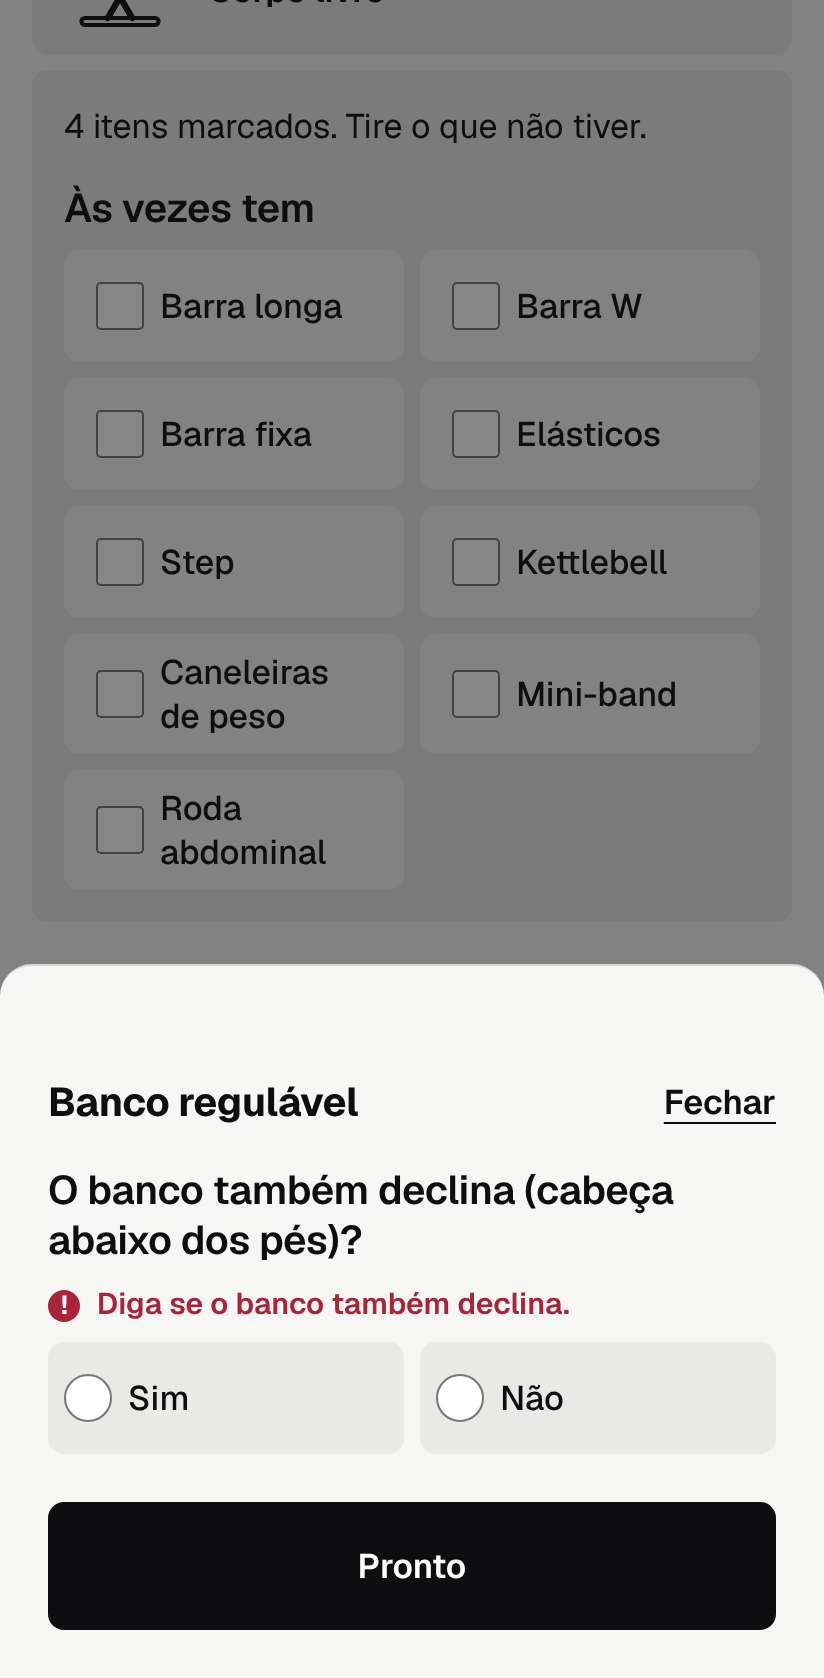 Corpo livre
4 itens marcados. Tire o que não tiver.
Às vezes tem
Barra longa
Barra W
Barra fixa
Elásticos
Step
Kettlebell
Caneleiras
de peso
Mini-band
Roda
abdominal
Banco regulável
Fechar
O banco também declina (cabeça
abaixo dos pés)?
Diga se o banco também declina.
Sim
Não
Pronto